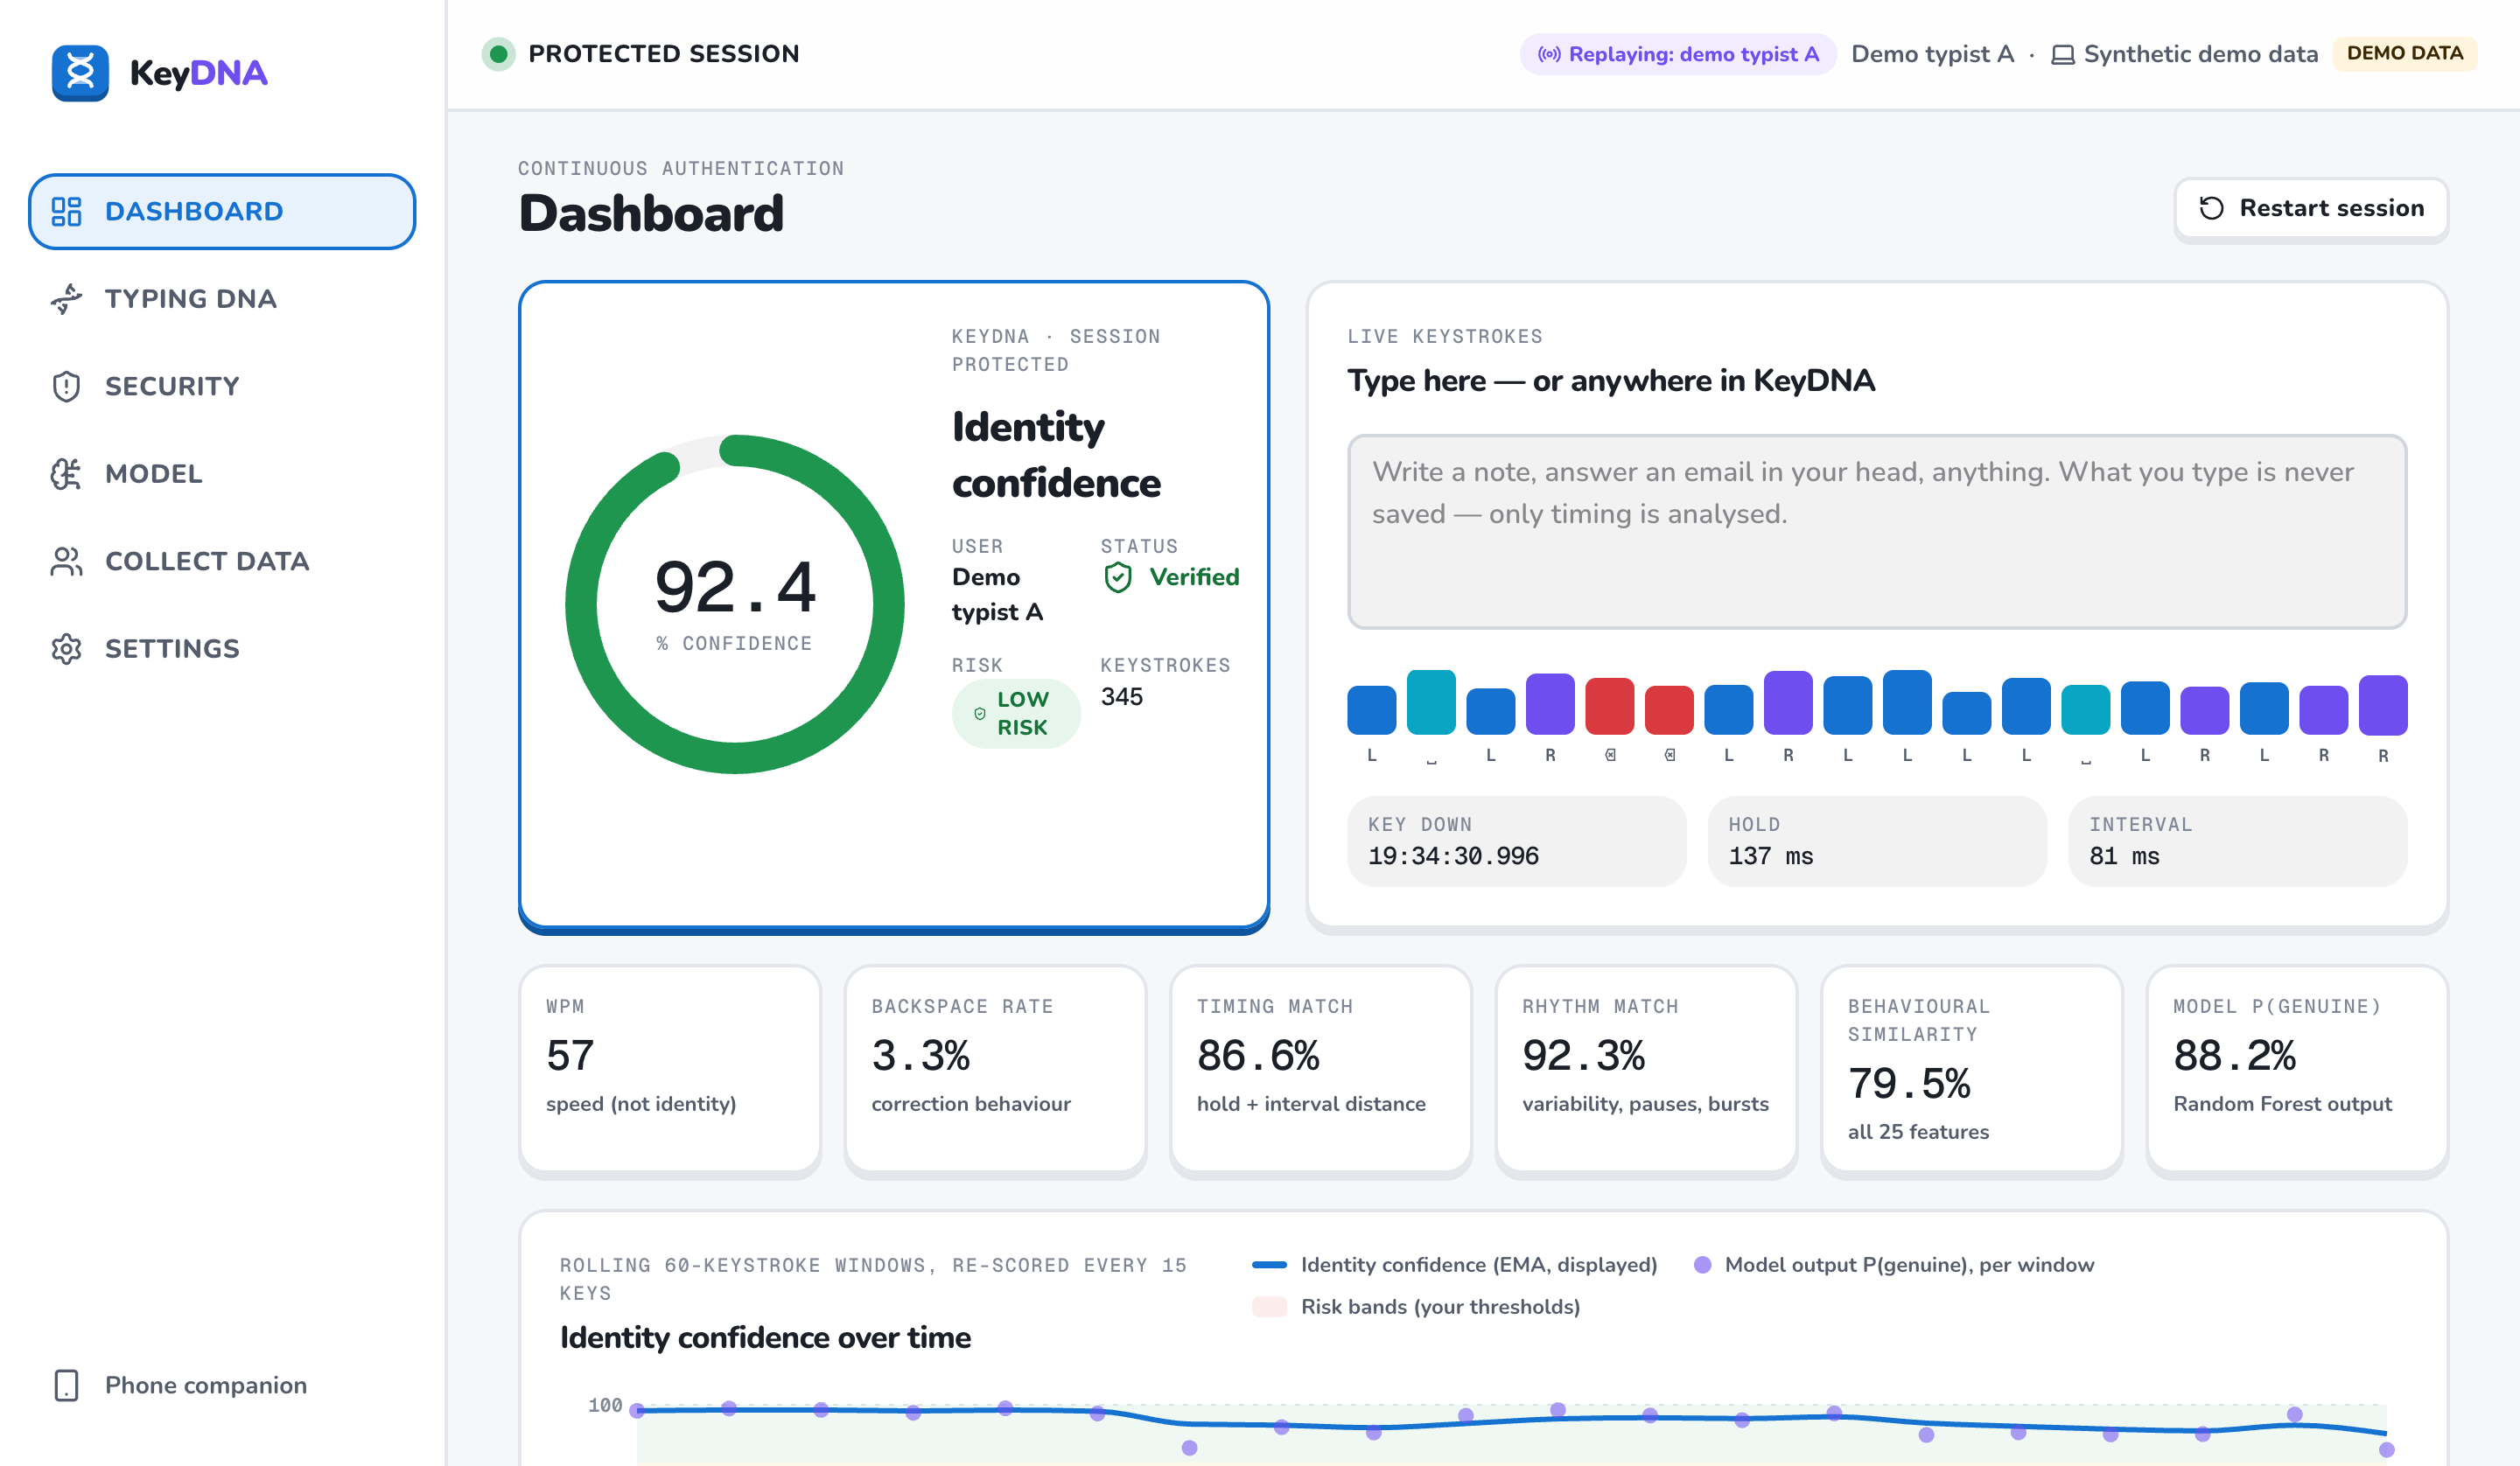 KeyDNA
DASHBOARD
TYPING DNA
SECURITY
MODEL
COLLECT DATA
SETTINGS
Phone companion
PROTECTED SESSION
Replaying: demo typist A
Demo typist A · Synthetic demo data
DEMO DATA
CONTINUOUS AUTHENTICATION
Dashboard
Restart session
92.4
% CONFIDENCE
KEYDNA · SESSION
PROTECTED
Identity
confidence
USER
Demo
typist A
STATUS
Verified
RISK
LOW
RISK
KEYSTROKES
345
LIVE KEYSTROKES
Type here — or anywhere in KeyDNA
Write a note, answer an email in your head, anything. What you type is never
saved — only timing is analysed.
L ⎵ L R ⌫ ⌫ L R L L L L ⎵ L R L R R
KEY DOWN
19:34:30.996
HOLD
137 ms
INTERVAL
81 ms
WPM
57
speed (not identity)
BACKSPACE RATE
3.3%
correction behaviour
TIMING MATCH
86.6%
hold + interval distance
RHYTHM MATCH
92.3%
variability, pauses, bursts
BEHAVIOURAL
SIMILARITY
79.5%
all 25 features
MODEL P(GENUINE)
88.2%
Random Forest output
ROLLING 60-KEYSTROKE WINDOWS, RE-SCORED EVERY 15
KEYS
Identity confidence over time
Identity confidence (EMA, displayed)
Model output P(genuine), per window
Risk bands (your thresholds)
100